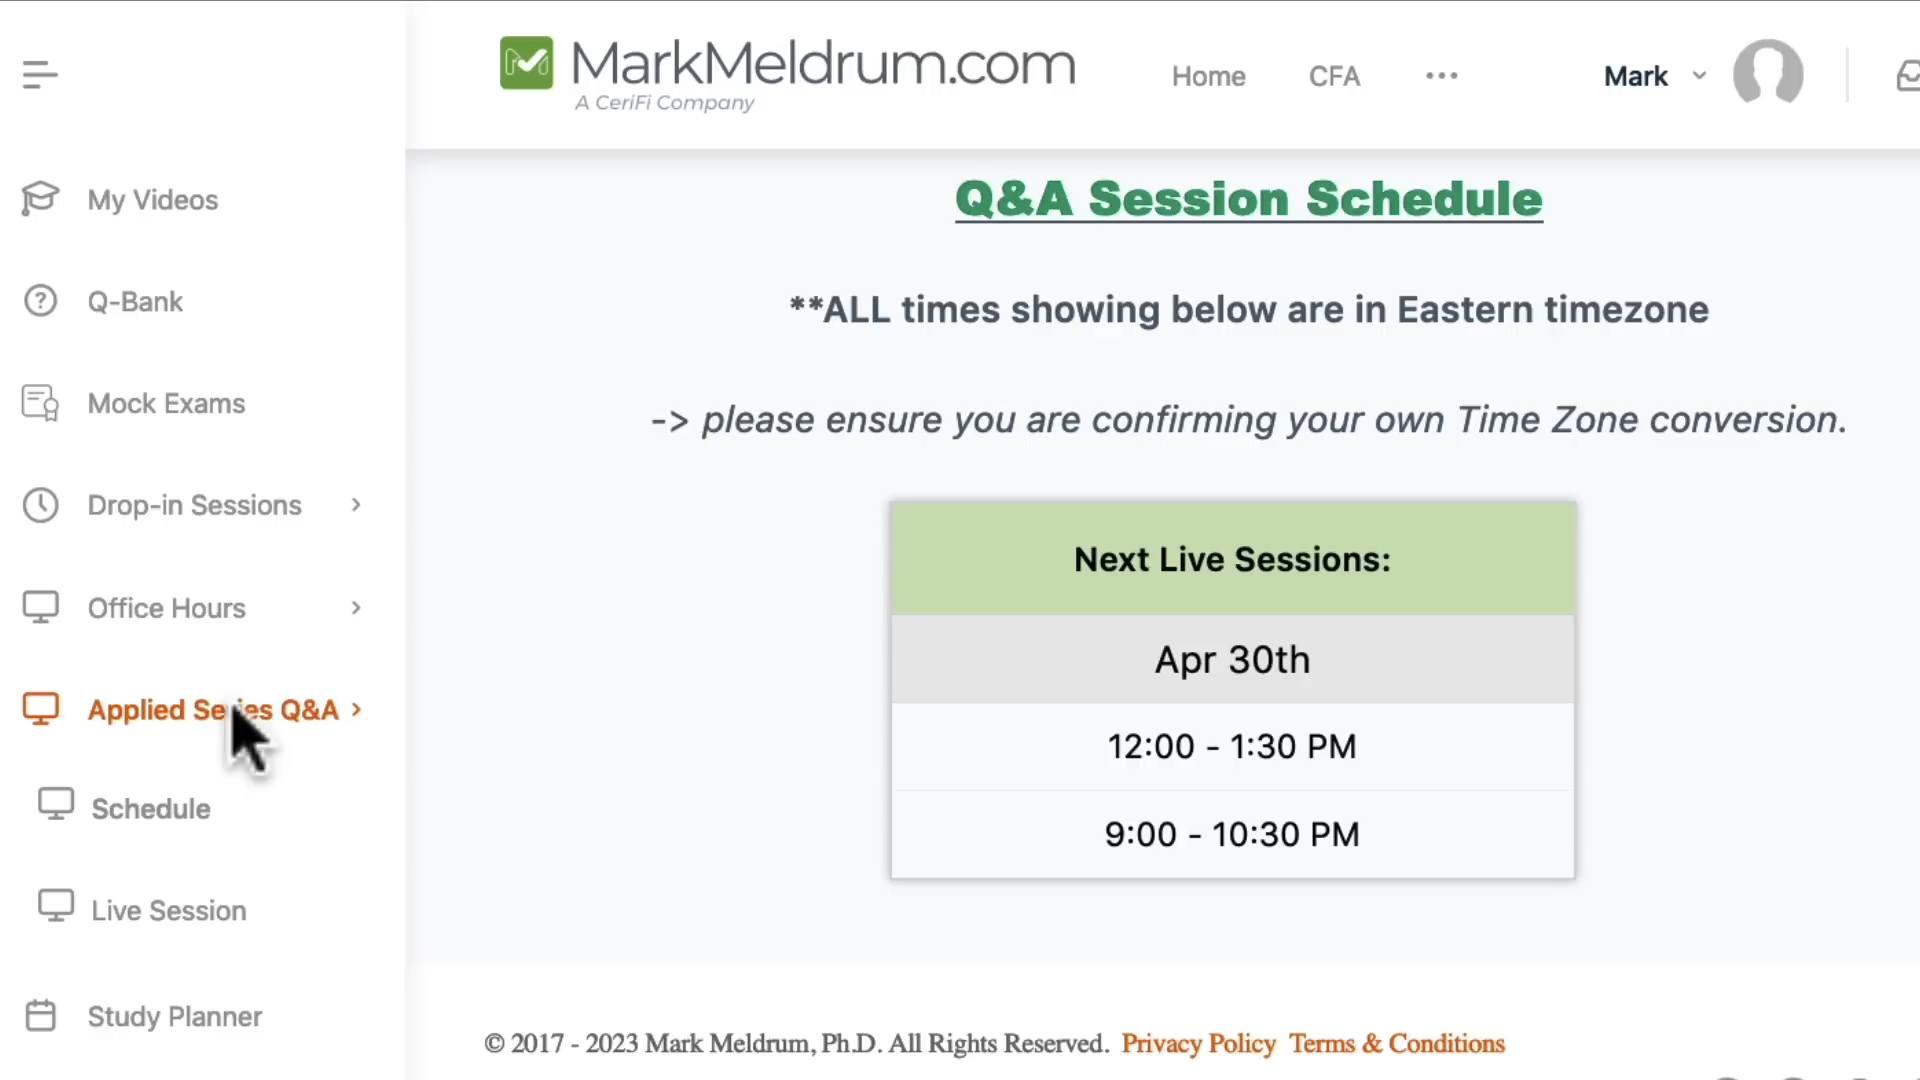 MarkMeldrum.com
A CeriFi Company
Home
CFA
Mark
My Videos
Q-Bank
Mock Exams
Drop-in Sessions
Office Hours
Applied Series Q&A
Schedule
Live Session
Study Planner
Q&A Session Schedule
**ALL times showing below are in Eastern timezone
-> please ensure you are confirming your own Time Zone conversion.
Next Live Sessions:
Apr 30th
12:00 - 1:30 PM
9:00 - 10:30 PM
© 2017 - 2023 Mark Meldrum, Ph.D. All Rights Reserved. Privacy Policy Terms & Conditions